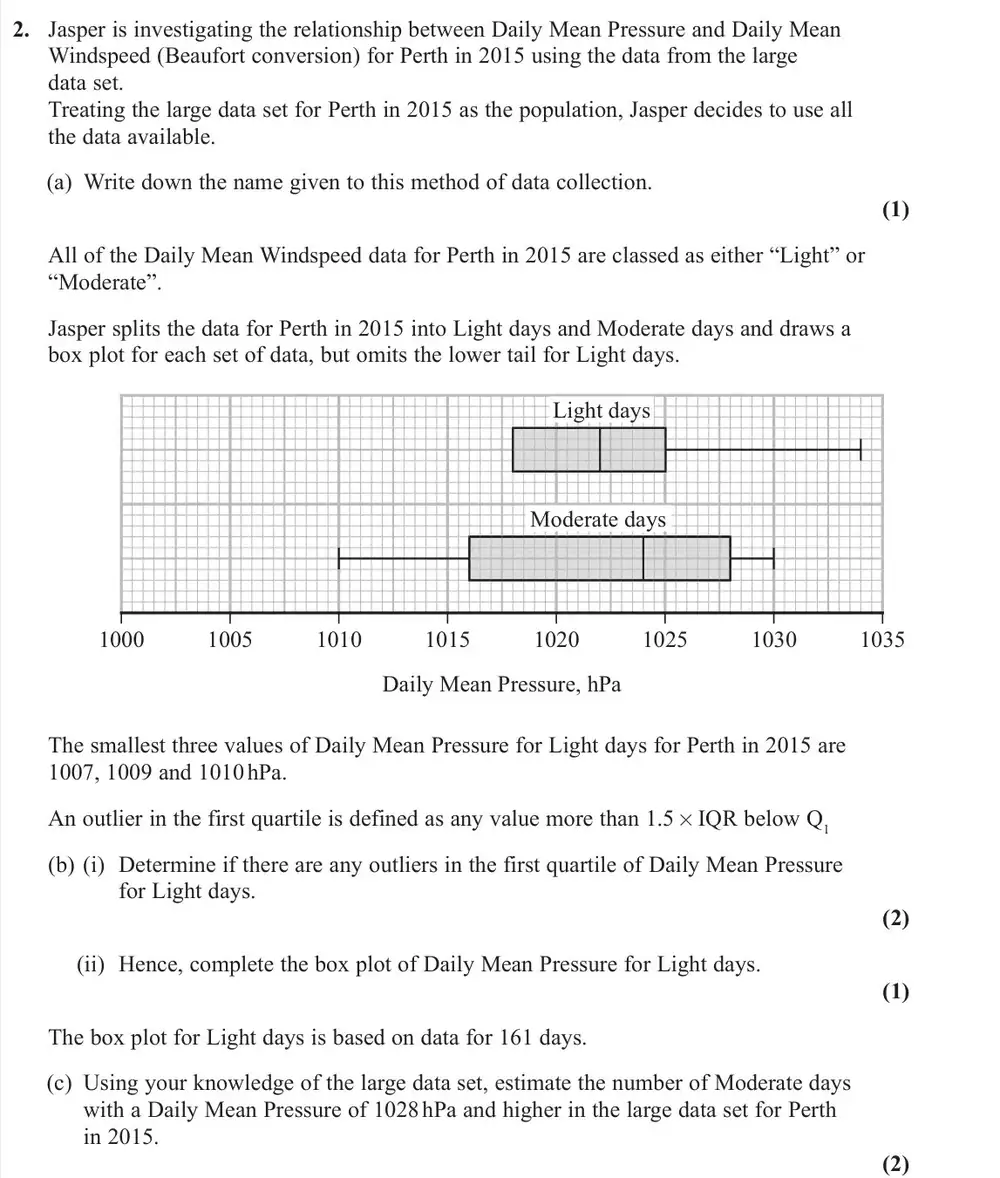 2. Jasper is investigating the relationship between Daily Mean Pressure and Daily Mean
Windspeed (Beaufort conversion) for Perth in 2015 using the data from the large
data set.
Treating the large data set for Perth in 2015 as the population, Jasper decides to use all
the data available.
(a) Write down the name given to this method of data collection.
(1)
All of the Daily Mean Windspeed data for Perth in 2015 are classed as either “Light” or
“Moderate”.
Jasper splits the data for Perth in 2015 into Light days and Moderate days and draws a
box plot for each set of data, but omits the lower tail for Light days.
Light days
Moderate days
1000 1005 1010 1015 1020 1025 1030 1035
Daily Mean Pressure, hPa
The smallest three values of Daily Mean Pressure for Light days for Perth in 2015 are
1007, 1009 and 1010 hPa.
An outlier in the first quartile is defined as any value more than 1.5 × IQR below Q₁
(b) (i) Determine if there are any outliers in the first quartile of Daily Mean Pressure
for Light days.
(2)
(ii) Hence, complete the box plot of Daily Mean Pressure for Light days.
(1)
The box plot for Light days is based on data for 161 days.
(c) Using your knowledge of the large data set, estimate the number of Moderate days
with a Daily Mean Pressure of 1028 hPa and higher in the large data set for Perth
in 2015.
(2)